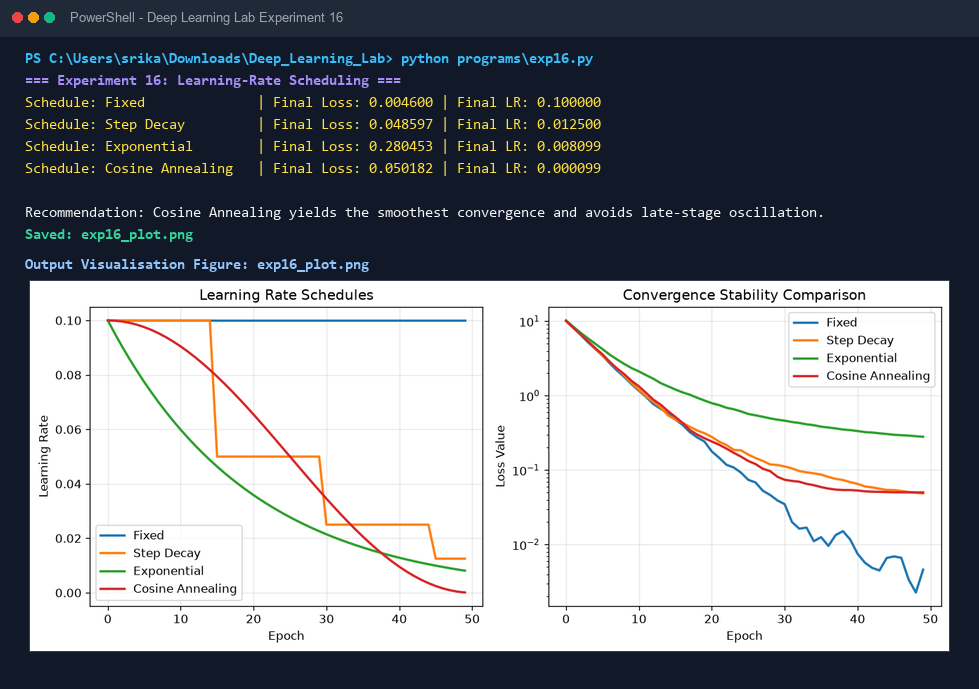 PowerShell - Deep Learning Lab Experiment 16
PS C:\Users\srika\Downloads\Deep_Learning_Lab> python programs\exp16.py
=== Experiment 16: Learning-Rate Scheduling ===
Schedule: Fixed | Final Loss: 0.004600 | Final LR: 0.100000
Schedule: Step Decay | Final Loss: 0.048597 | Final LR: 0.012500
Schedule: Exponential | Final Loss: 0.280453 | Final LR: 0.008099
Schedule: Cosine Annealing | Final Loss: 0.050182 | Final LR: 0.000099
Recommendation: Cosine Annealing yields the smoothest convergence and avoids late-stage oscillation.
Saved: exp16_plot.png
Output Visualisation Figure: exp16_plot.png
Learning Rate Schedules
Learning Rate
0.10
0.08
0.06
0.04
0.02
0.00
Fixed
Step Decay
Exponential
Cosine Annealing
0 10 20 30 40 50
Epoch
Convergence Stability Comparison
Loss Value
10¹
10⁰
10⁻¹
10⁻²
Fixed
Step Decay
Exponential
Cosine Annealing
0 10 20 30 40 50
Epoch